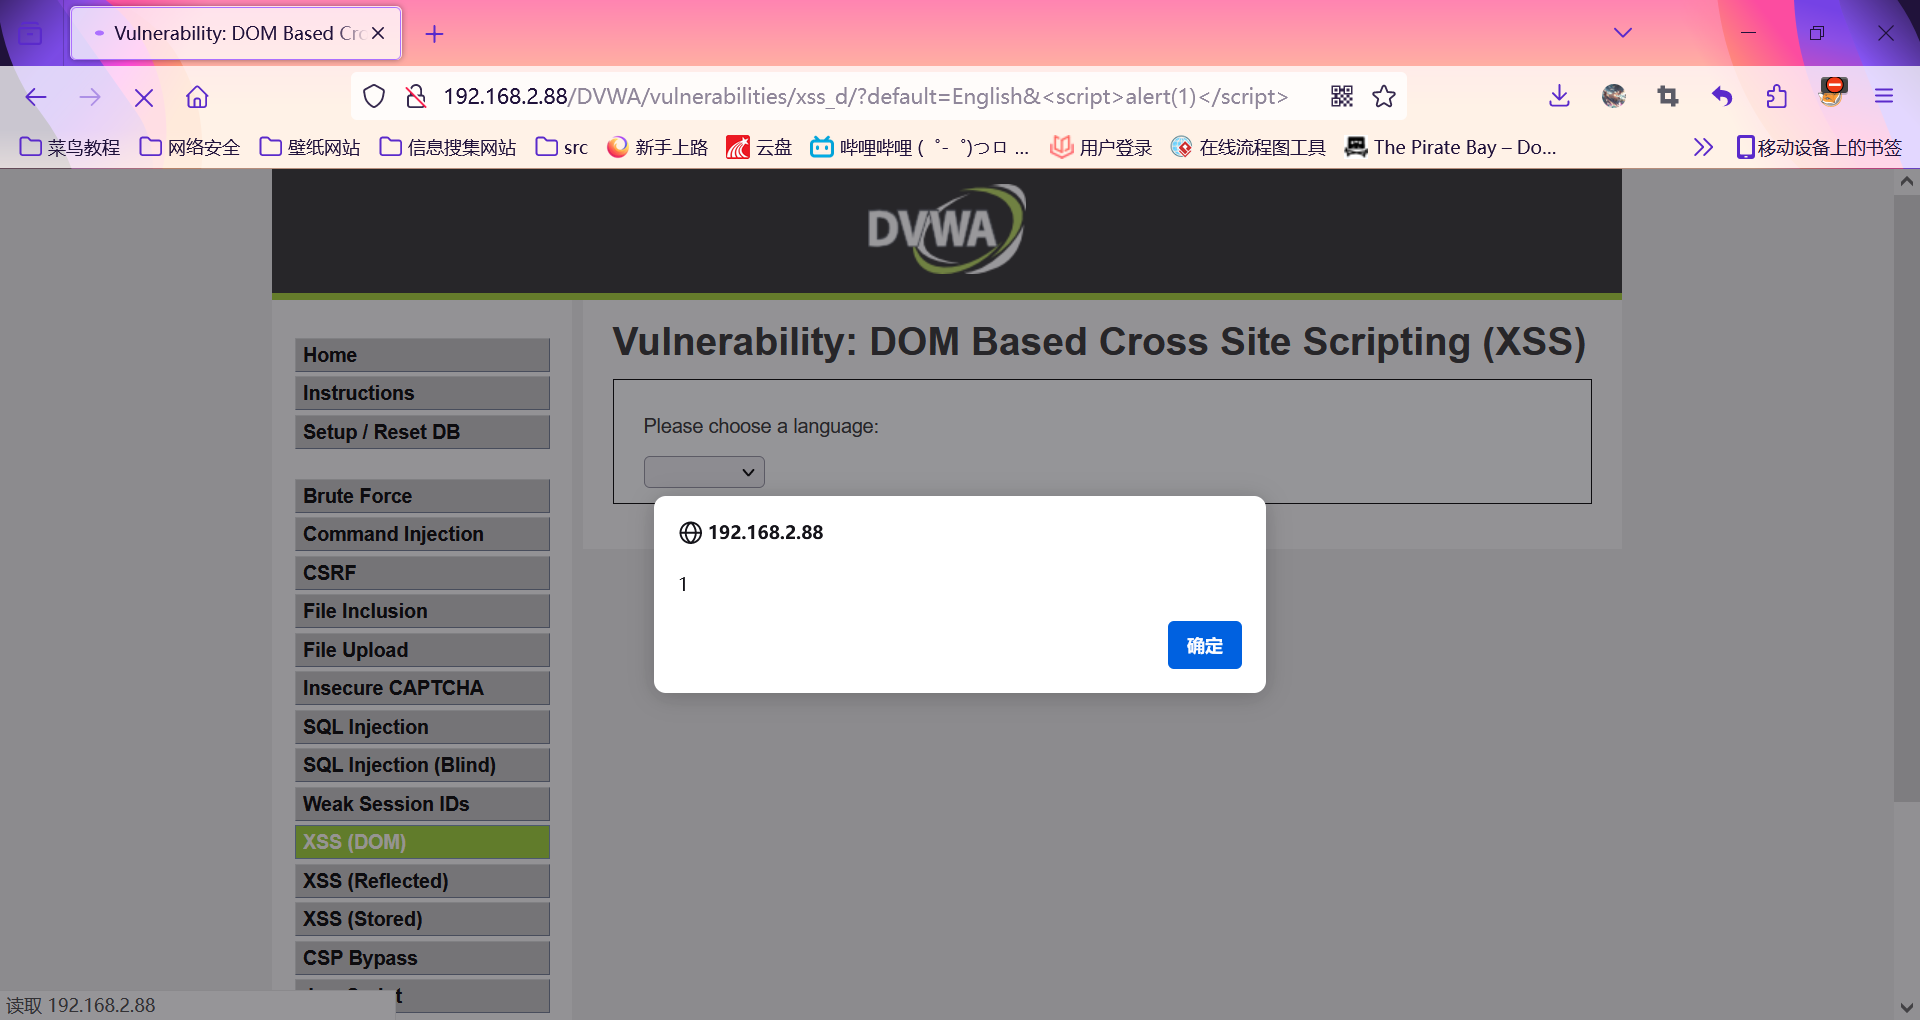 Vulnerability: DOM Based Cro
192.168.2.88/DVWA/vulnerabilities/xss_d/?default=English&<script>alert(1)</script>
菜鸟教程 网络安全 壁纸网站 信息搜集网站 src 新手上路 云盘 哔哩哔哩 ( ゜- ゜)つロ ... 用户登录 在线流程图工具 The Pirate Bay – Do... 移动设备上的书签
DVWA
Vulnerability: DOM Based Cross Site Scripting (XSS)
Please choose a language:
192.168.2.88
1
确定
Home
Instructions
Setup / Reset DB
Brute Force
Command Injection
CSRF
File Inclusion
File Upload
Insecure CAPTCHA
SQL Injection
SQL Injection (Blind)
Weak Session IDs
XSS (DOM)
XSS (Reflected)
XSS (Stored)
CSP Bypass
读取 192.168.2.88